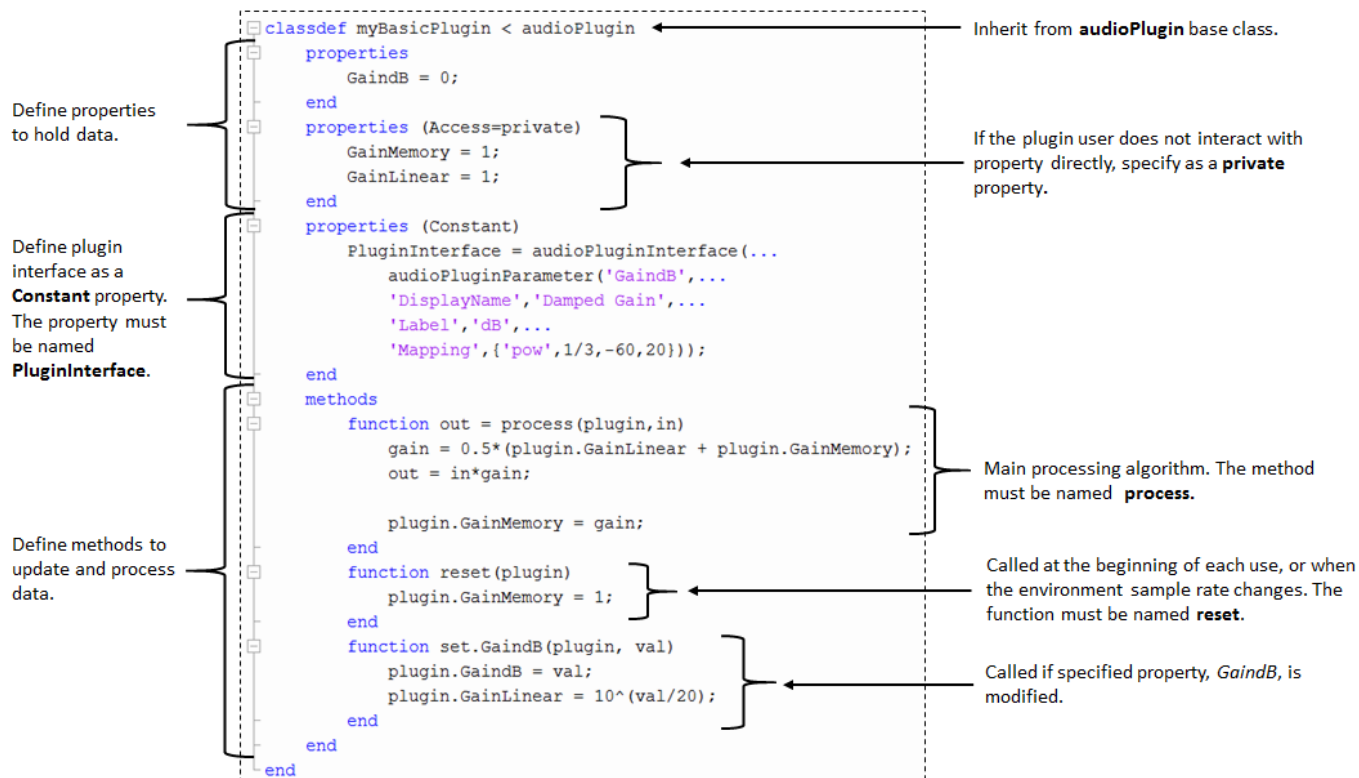 classdef myBasicPlugin < audioPlugin
properties
GaindB = 0;
end
properties (Access=private)
GainMemory = 1;
GainLinear = 1;
end
properties (Constant)
PluginInterface = audioPluginInterface(...
audioPluginParameter('GaindB',...
'DisplayName','Damped Gain',...
'Label','dB',...
'Mapping',{'pow',1/3,-60,20}));
end
methods
function out = process(plugin,in)
gain = 0.5*(plugin.GainLinear + plugin.GainMemory);
out = in*gain;
plugin.GainMemory = gain;
end
function reset(plugin)
plugin.GainMemory = 1;
end
function set.GaindB(plugin, val)
plugin.GaindB = val;
plugin.GainLinear = 10^(val/20);
end
end
end
Define properties
to hold data.
Define plugin
interface as a
Constant property.
The property must
be named
PluginInterface.
Define methods to
update and process
data.
Inherit from audioPlugin base class.
If the plugin user does not interact with
property directly, specify as a private
property.
Main processing algorithm. The method
must be named process.
Called at the beginning of each use, or when
the environment sample rate changes. The
function must be named reset.
Called if specified property, GaindB, is
modified.